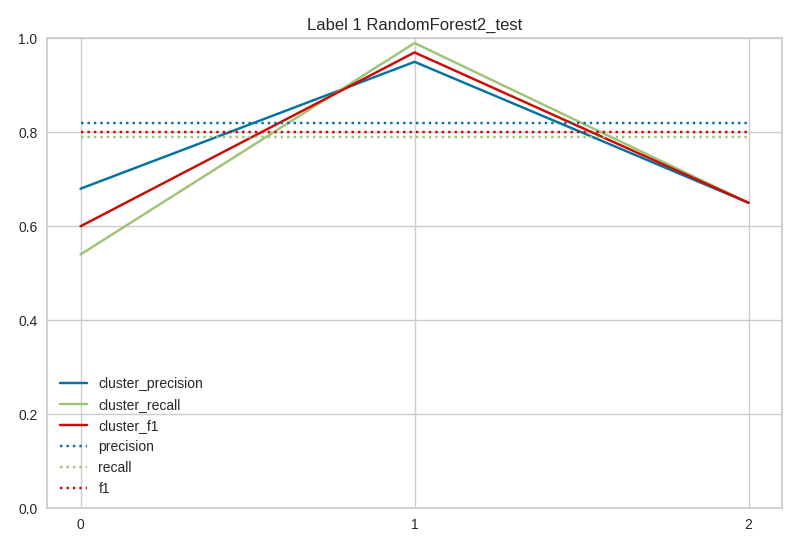 Label 1 RandomForest2_test
1.0
0.8
0.6
0.4
0.2
0.0
cluster_precision
cluster_recall
cluster_f1
precision
recall
f1
0 1 2